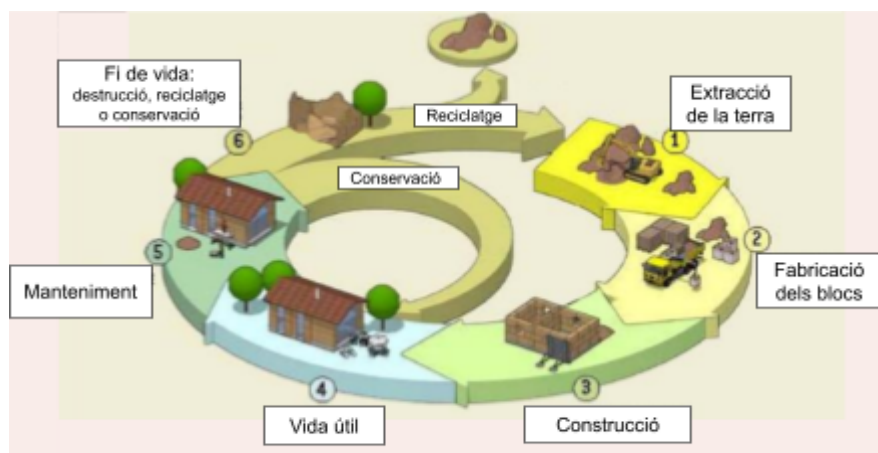 Fi de vida:
destrucció, reciclatge
o conservació
6
Reciclatge
Extracció
de la terra
1
Conservació
2
Fabricació
dels blocs
5
Manteniment
4
Vida útil
3
Construcció